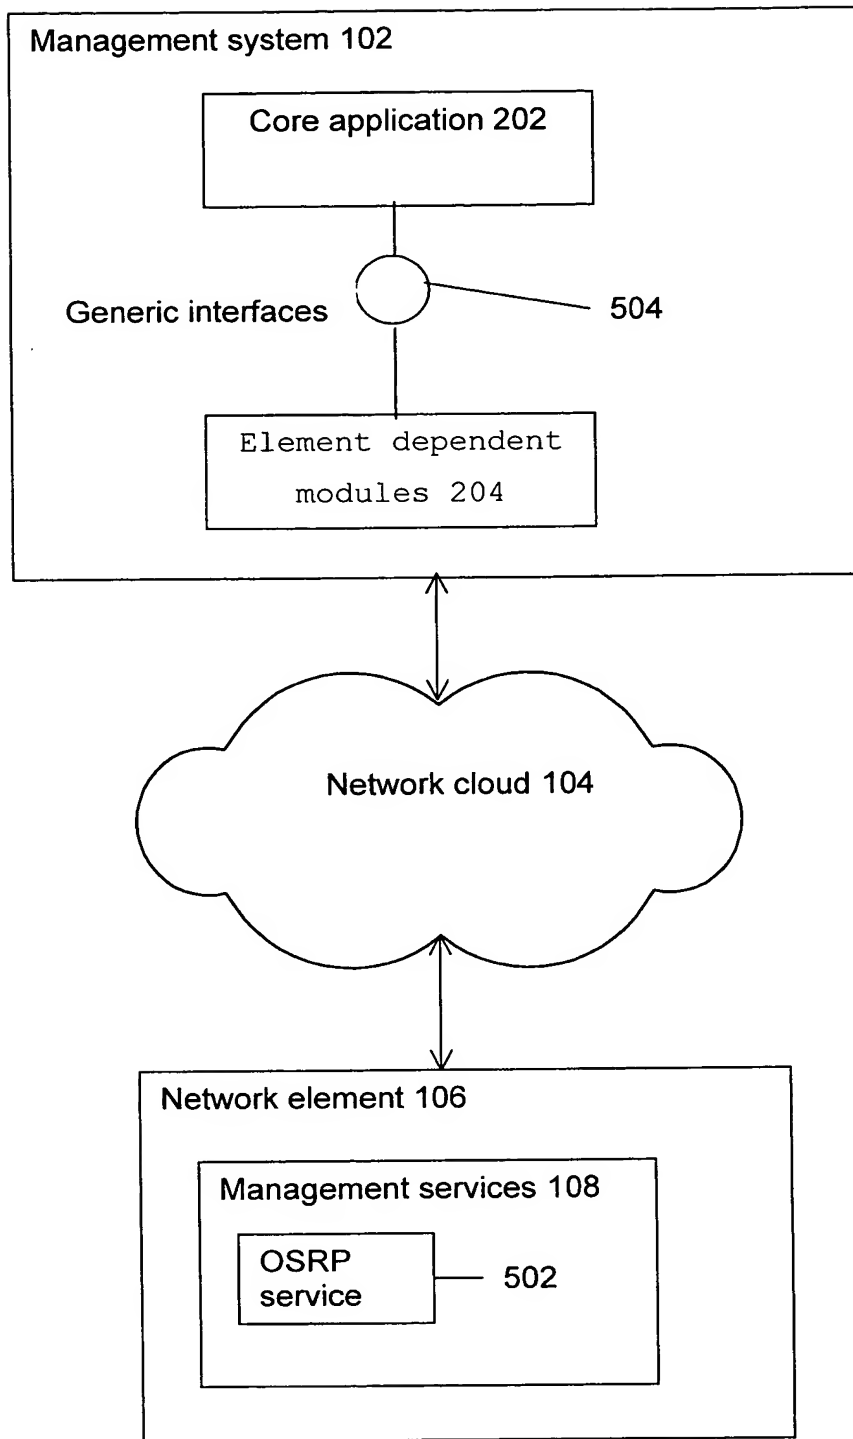 Management system 102
Core application 202
Generic interfaces
504
Element dependent
modules 204
Network cloud 104
Network element 106
Management services 108
OSRP
service
502